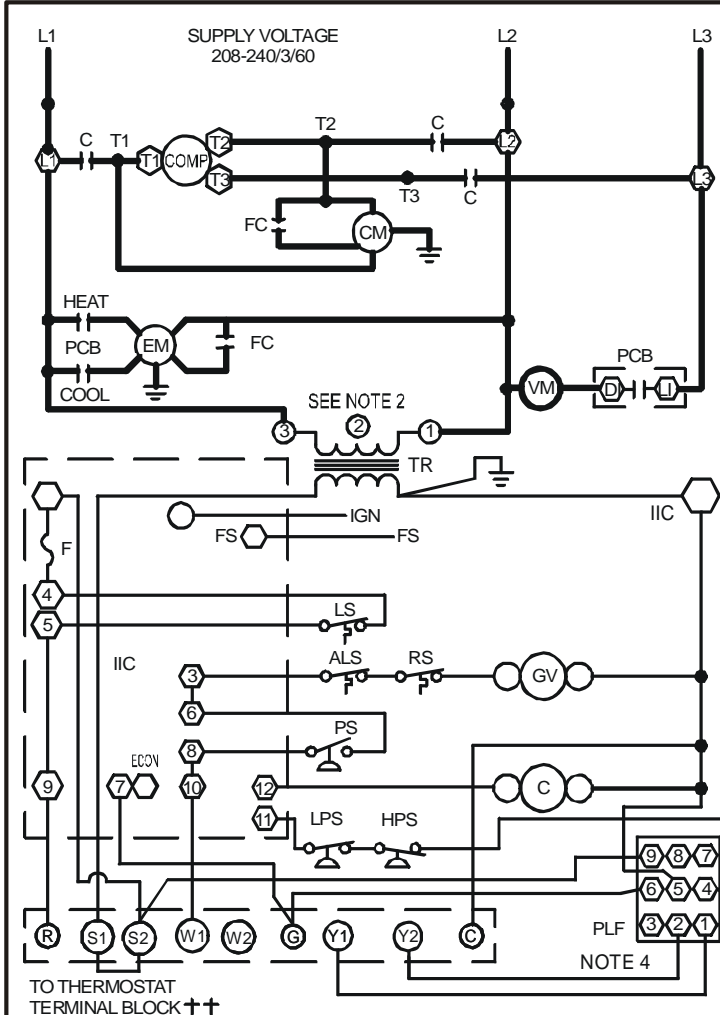 L1 SUPPLY VOLTAGE L2 L3
208-240/3/60
C T1 T2 C
L1 T1 COMP T2 L2
T3 T3 C L3
FC CM
HEAT
PCB EM FC PCB
COOL VM DI LI
SEE NOTE 2
3 2 1
TR
IGN IIC
F FS FS
4 LS
5
IIC ALS RS
3 GV
6
PS
ECON 8
9 7 10 12 C
11 LPS HPS
9 8 7
6 5 4
PLF 3 2 1
R S1 S2 W1 W2 G Y1 Y2 C
NOTE 4
TO THERMOSTAT
TERMINAL BLOCK ††